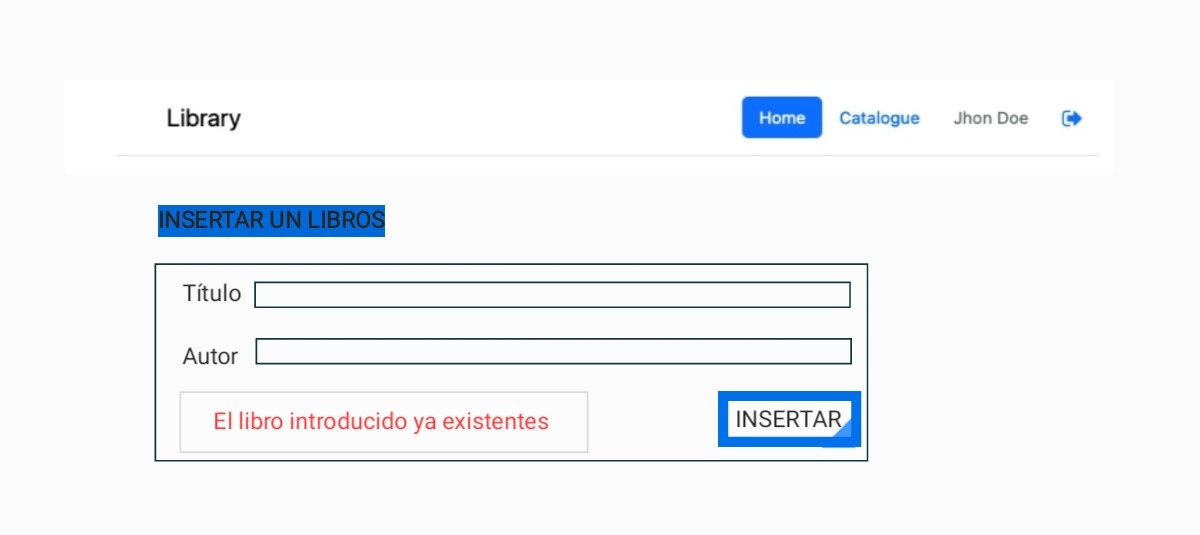 Library
Home Catalogue Jhon Doe
INSERTAR UN LIBROS
Título
Autor
El libro introducido ya existentes
INSERTAR